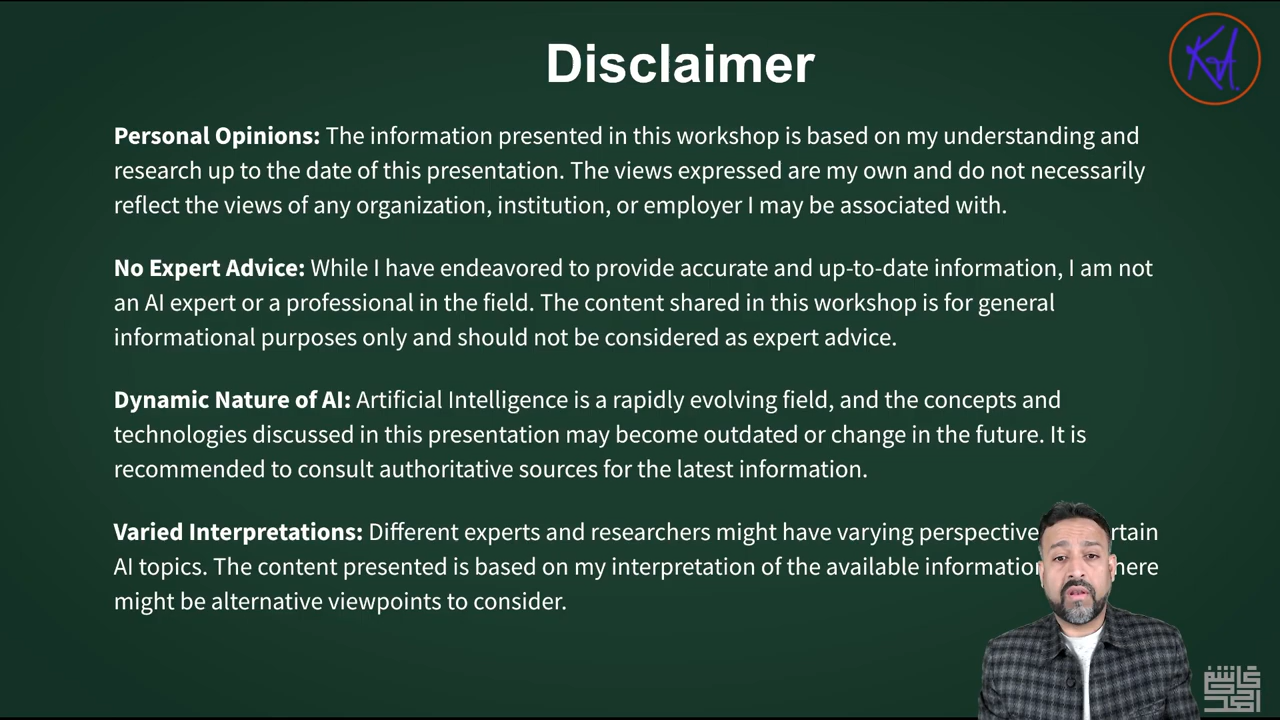 Disclaimer
KA.
Personal Opinions: The information presented in this workshop is based on my understanding and
research up to the date of this presentation. The views expressed are my own and do not necessarily
reflect the views of any organization, institution, or employer I may be associated with.
No Expert Advice: While I have endeavored to provide accurate and up-to-date information, I am not
an AI expert or a professional in the field. The content shared in this workshop is for general
informational purposes only and should not be considered as expert advice.
Dynamic Nature of AI: Artificial Intelligence is a rapidly evolving field, and the concepts and
technologies discussed in this presentation may become outdated or change in the future. It is
recommended to consult authoritative sources for the latest information.
Varied Interpretations: Different experts and researchers might have varying perspective
AI topics. The content presented is based on my interpretation of the available information
might be alternative viewpoints to consider.